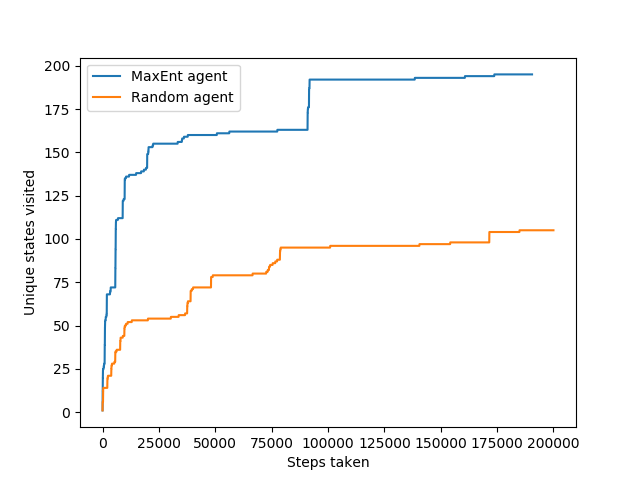 200
175
150
125
100
75
50
25
0
Unique states visited
MaxEnt agent
Random agent
0 25000 50000 75000 100000 125000 150000 175000 200000
Steps taken